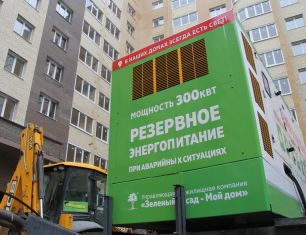 В НАШИХ ДОМАХ ВСЕГДА ЕСТЬ СВЕТ!
МОЩНОСТЬ 300кВТ
РЕЗЕРВНОЕ
ЭНЕРГОПИТАНИЕ
ПРИ АВАРИЙНЫХ СИТУАЦИЯХ
Управляющая жилищная компания
«Зеленый сад - Мой дом»